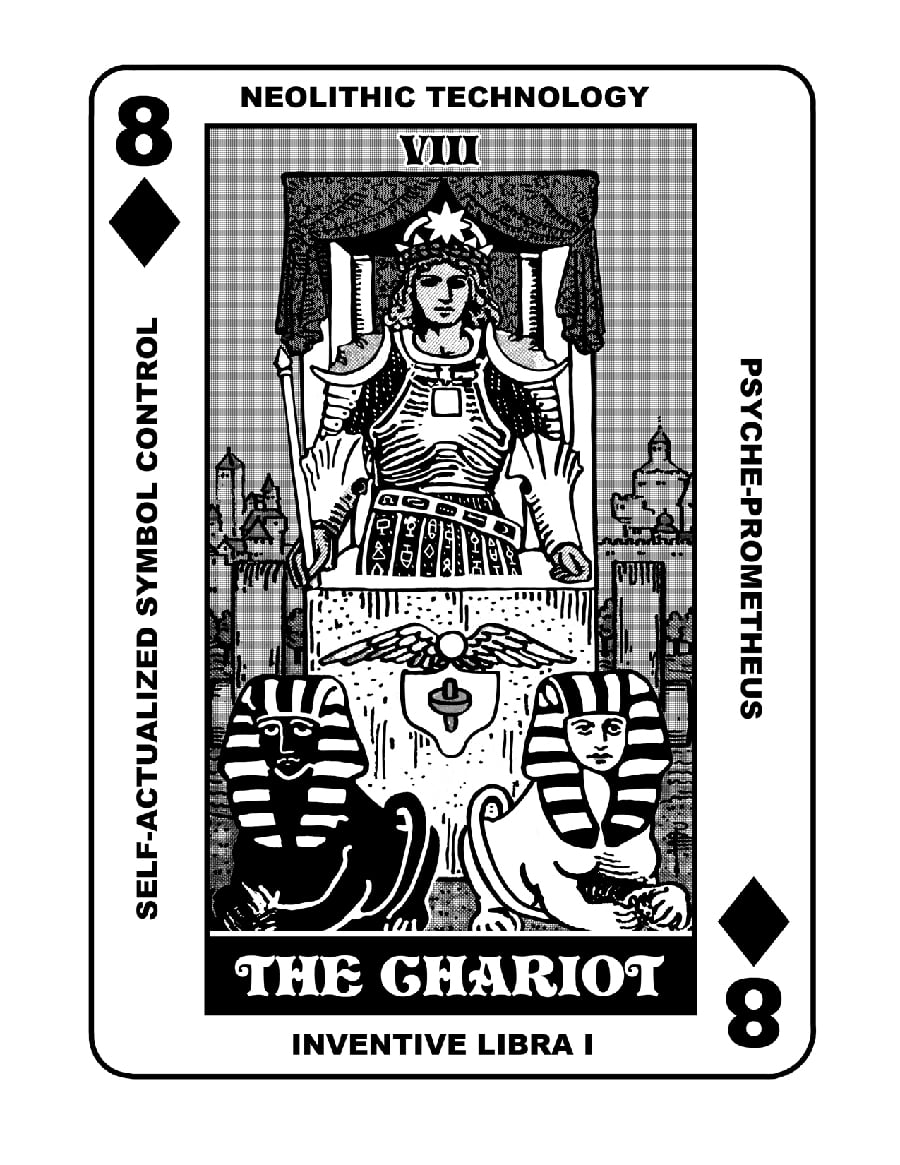 8
NEOLITHIC TECHNOLOGY
VIII
SELF-ACTUALIZED SYMBOL CONTROL
PSYCHE-PROMETHEUS
THE CHARIOT
INVENTIVE LIBRA I
8